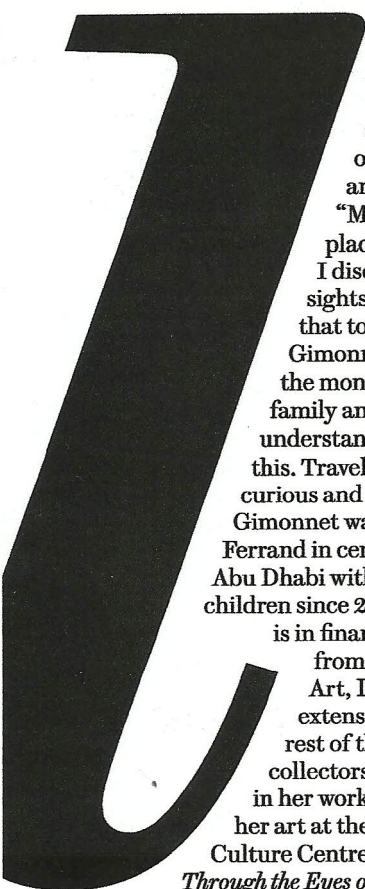 l
o
ar
“M
plac
I disc
sights
that to
Gimonn
the mon
family an
understan
this. Travel
curious and
Gimonnet wa
Ferrand in cen
Abu Dhabi with
children since 2
is in finan
from
Art, L
extens
rest of th
collectors
in her work
her art at the
Culture Centre
Through the Eyes o